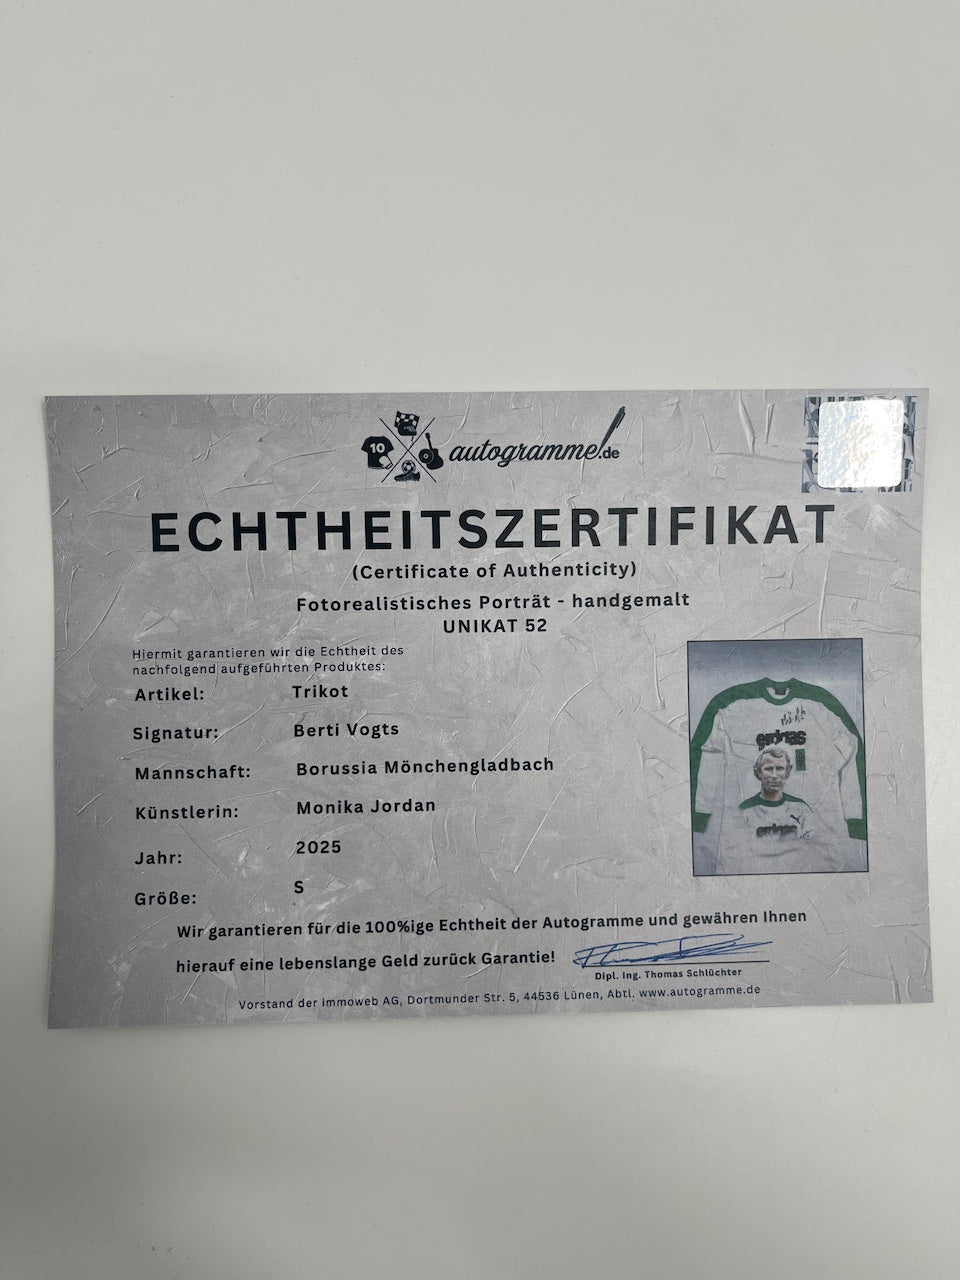 10
autogramme!.de
ECHTHEITSZERTIFIKAT
(Certificate of Authenticity)
Fotorealistisches Porträt - handgemalt
UNIKAT 52
Hiermit garantieren wir die Echtheit des
nachfolgend aufgeführten Produktes:
Artikel: Trikot
Signatur: Berti Vogts
Mannschaft: Borussia Mönchengladbach
Künstlerin: Monika Jordan
Jahr: 2025
Größe: S
erdgas
erdgas
Wir garantieren für die 100%ige Echtheit der Autogramme und gewähren Ihnen
hierauf eine lebenslange Geld zurück Garantie!
Dipl. Ing. Thomas Schlüchter
Vorstand der immoweb AG, Dortmunder Str. 5, 44536 Lünen, Abtl. www.autogramme.de